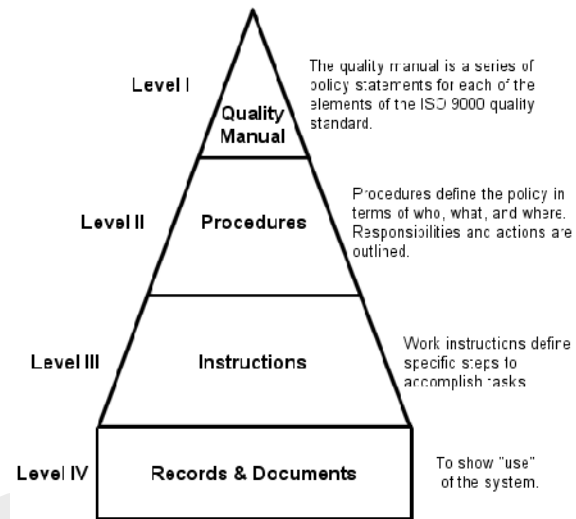 Level I
Quality
Manual
The quality manual is a series of
policy statements for each of the
elements of the ISO 9000 quality
standard.
Level II
Procedures
Procedures define the policy in
terms of who, what, and where.
Responsibilities and actions are
outlined.
Level III
Instructions
Work instructions define
specific steps to
accomplish tasks
Level IV
Records & Documents
To show "use"
of the system.